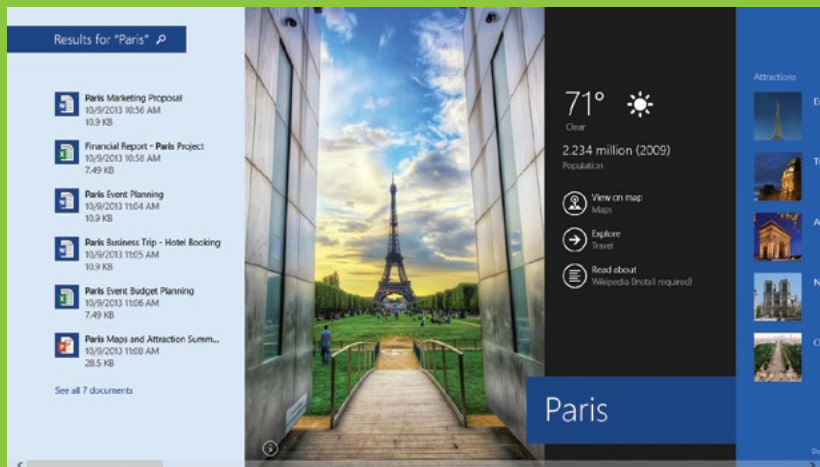 Results for "Paris"
Paris Marketing Proposal
10/9/2013 10:56 AM
10.9 KB
Financial Report - Paris Project
10/9/2013 10:58 AM
7.49 KB
Paris Event Planning
10/9/2013 11:04 AM
10.9 KB
Paris Business Trip - Hotel Booking
10/9/2013 11:05 AM
10.9 KB
Paris Event Budget Planning
10/9/2013 11:06 AM
7.49 KB
Paris Maps and Attraction Summ...
10/9/2013 11:08 AM
28.5 KB
See all 7 documents
71°
Clear
2.234 million (2009)
Population
View on map
Maps
Explore
Travel
Read about
Wikipedia (Install required)
Paris
Attractions